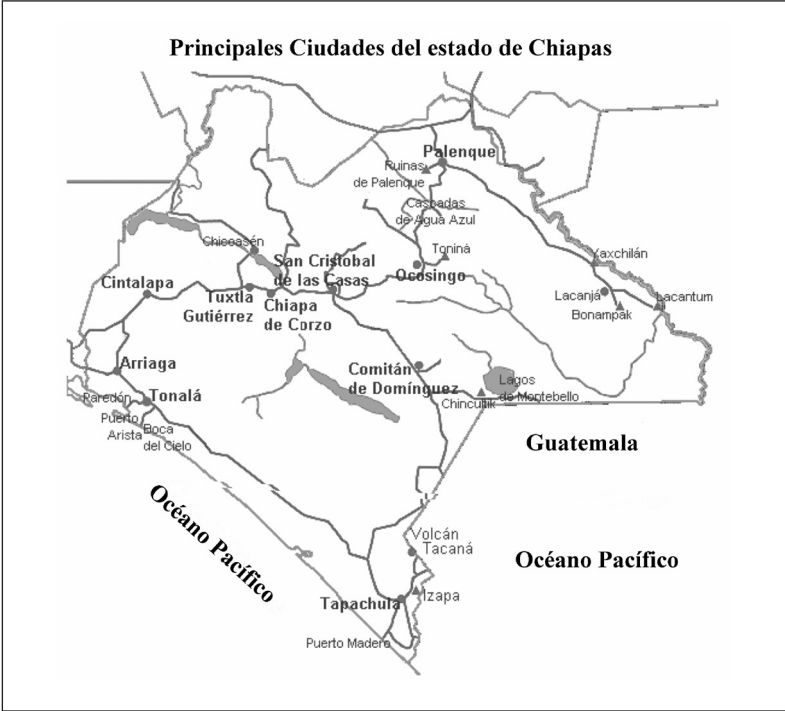 Principales Ciudades del estado de Chiapas
Palenque
Ruinas
de Palenque
Cascadas
de Agua Azul
Chicoasén
Toniná
San Cristobal
de las Casas
Ocosingo
Yaxchilán
Cintalapa
Tuxtla
Gutiérrez
Chiapa
de Corzo
Lacanjá
Bonampak
Lacantum
Arriaga
Comitán
de Domínguez
Lagos
de Montebello
Chincultik
Tonalá
Paredón
Puerto
Arista
Boca
del Cielo
Guatemala
Océano Pacífico
Volcán
Tacaná
Océano Pacífico
Tapachula
Izapa
Puerto Madero